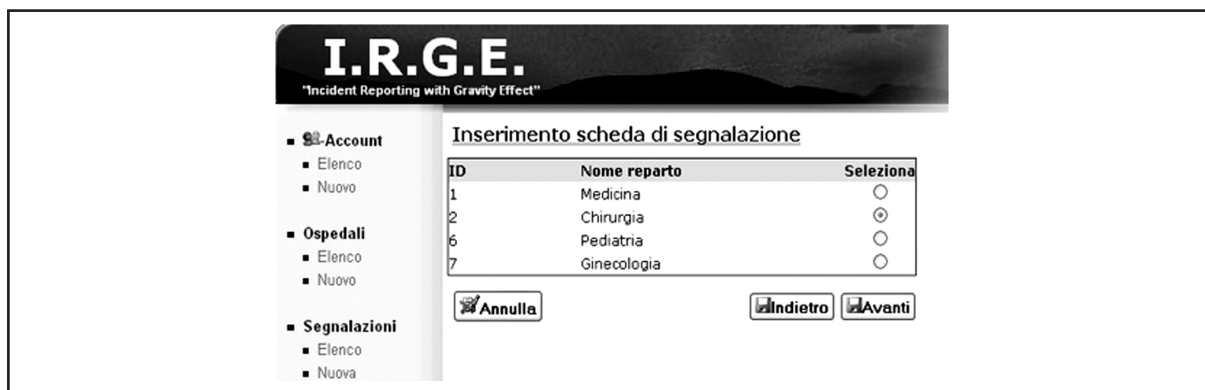 I.R.G.E.
"Incident Reporting with Gravity Effect"
Account
Elenco
Nuovo
Ospedali
Elenco
Nuovo
Segnalazioni
Elenco
Nuova
Inserimento scheda di segnalazione
ID Nome reparto Seleziona
1 Medicina
2 Chirurgia
6 Pediatria
7 Ginecologia
Annulla Indietro Avanti